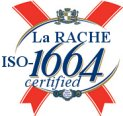 La RACHE
ISO-1664
certified